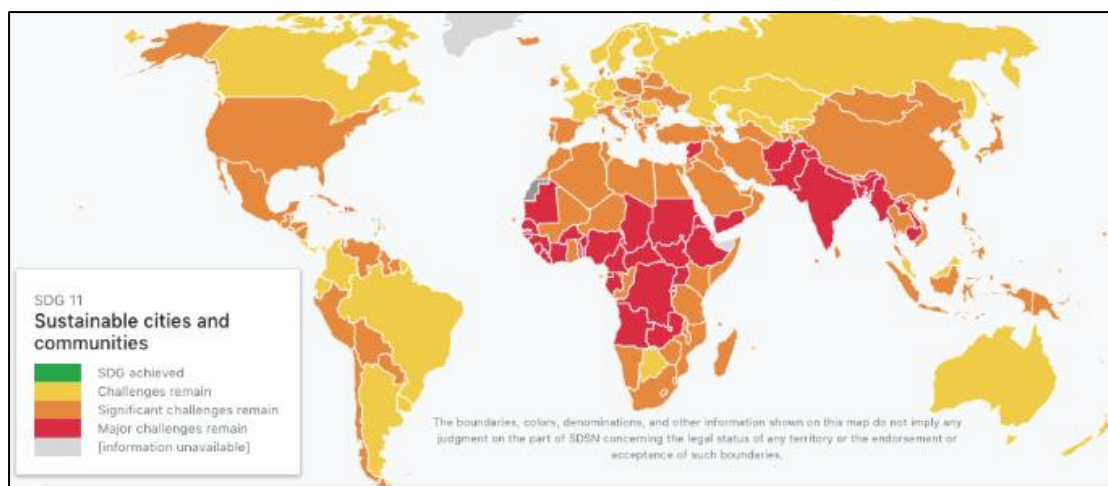 SDG 11
Sustainable cities and
communities
SDG achieved
Challenges remain
Significant challenges remain
Major challenges remain
[information unavailable]
The boundaries, colors, denominations, and other information shown on this map do not imply any
judgment on the part of SDSN concerning the legal status of any territory or the endorsement or
acceptance of such boundaries.